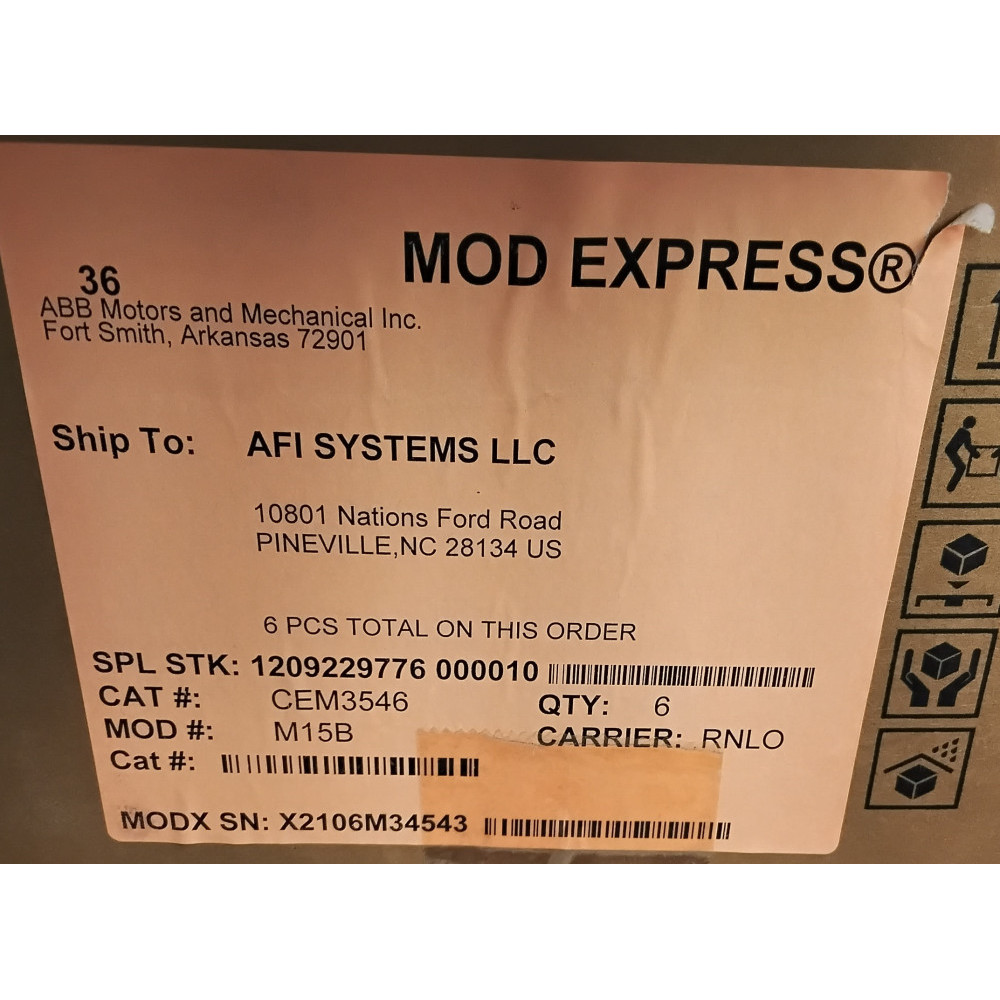 MOD EXPRESS®
36
ABB Motors and Mechanical Inc.
Fort Smith, Arkansas 72901
Ship To: AFI SYSTEMS LLC
10801 Nations Ford Road
PINEVILLE,NC 28134 US
6 PCS TOTAL ON THIS ORDER
SPL STK: 1209229776 000010
CAT #: CEM3546 QTY: 6
MOD #: M15B CARRIER: RNLO
Cat #:
MODX SN: X2106M34543